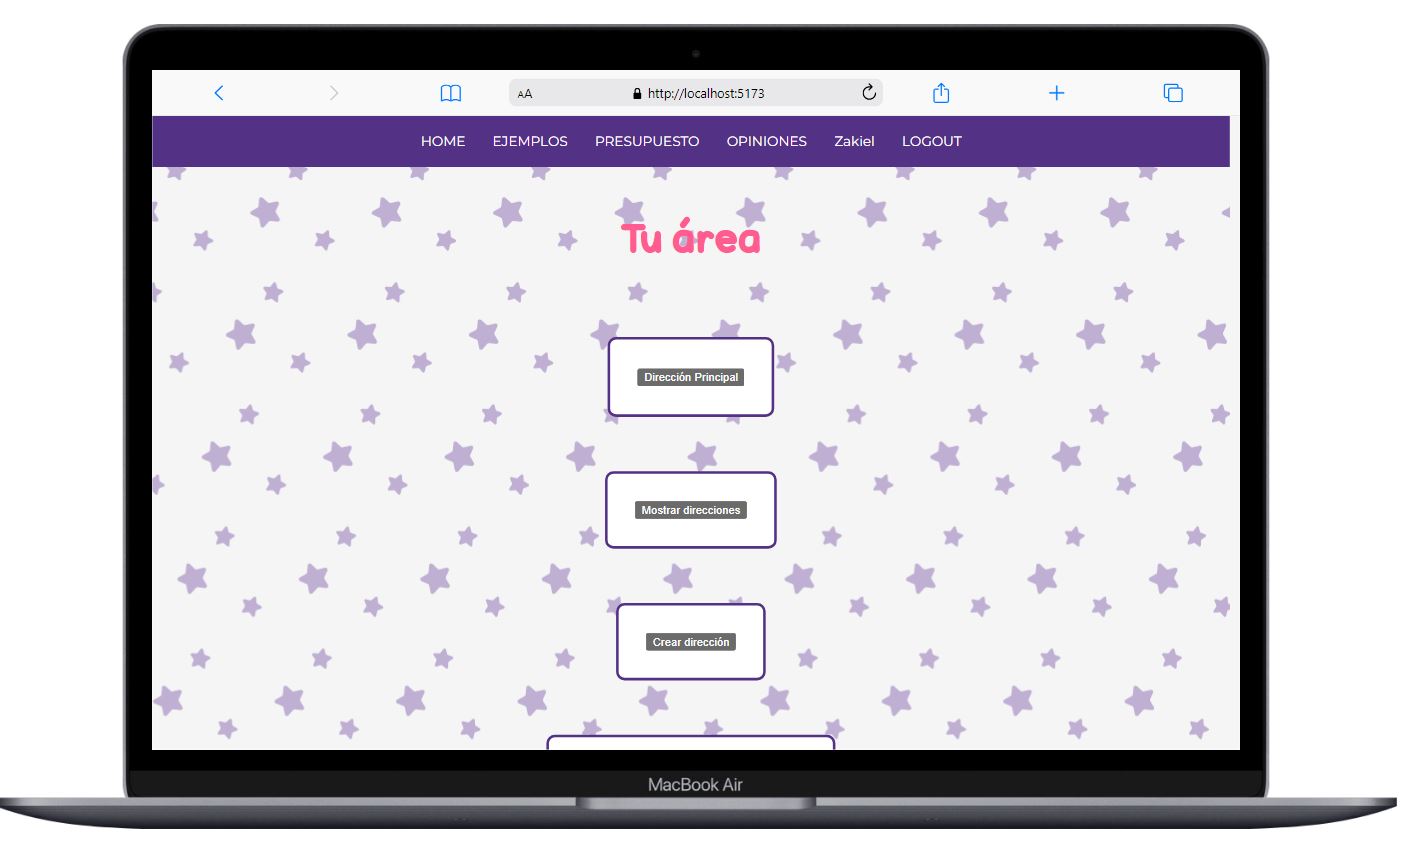 AA http://localhost:5173
HOME EJEMPLOS PRESUPUESTO OPINIONES Zakiel LOGOUT
Tu área
Dirección Principal
Mostrar direcciones
Crear dirección
MacBook Air